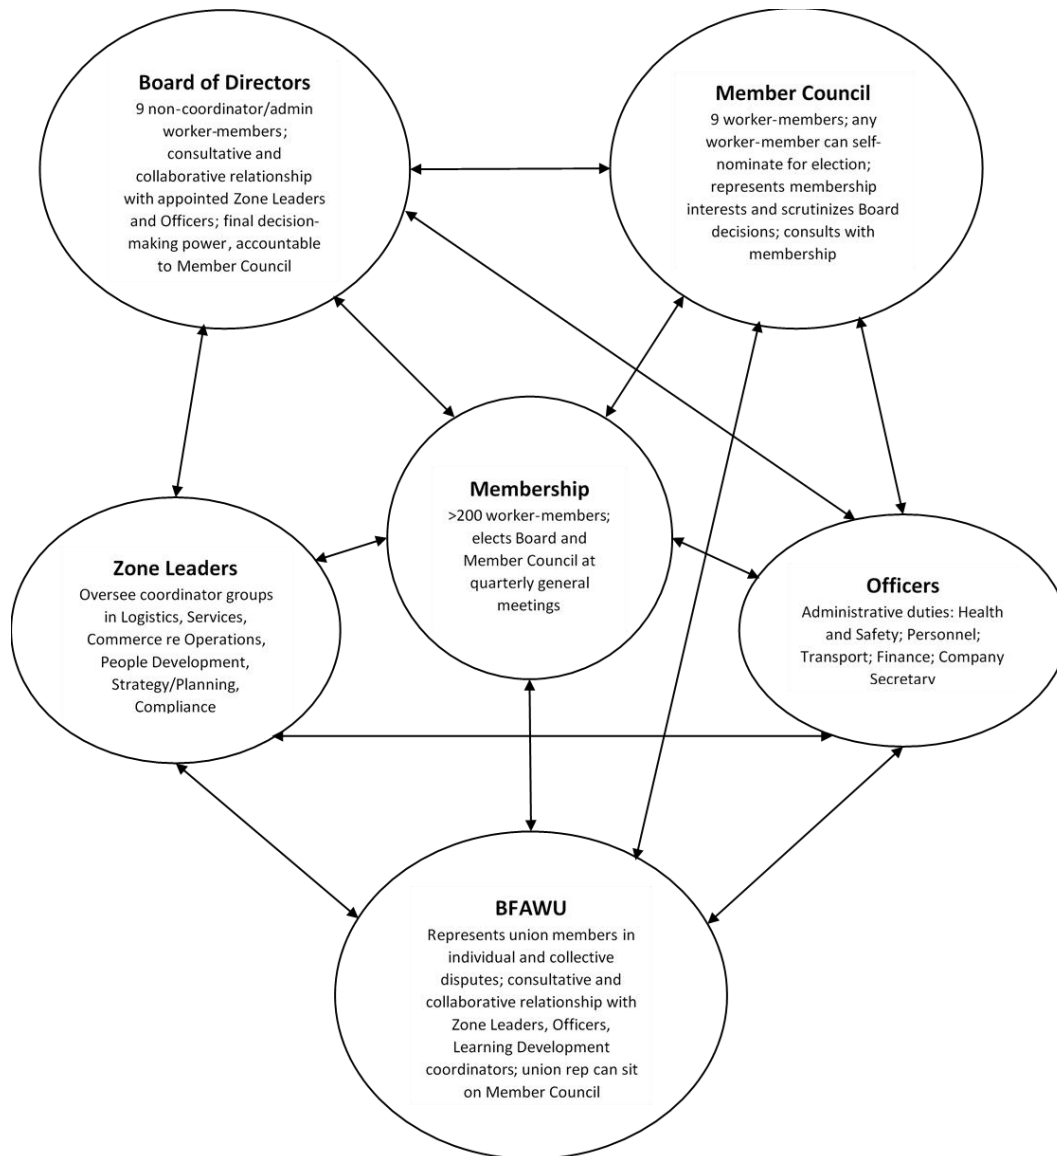 Board of Directors
9 non-coordinator/admin
worker-members;
consultative and
collaborative relationship
with appointed Zone Leaders
and Officers; final decision-
making power, accountable
to Member Council
Member Council
9 worker-members; any
worker-member can self-
nominate for election;
represents membership
interests and scrutinizes Board
decisions; consults with
membership
Membership
>200 worker-members;
elects Board and
Member Council at
quarterly general
meetings
Zone Leaders
Oversee coordinator groups
in Logistics, Services,
Commerce re Operations,
People Development,
Strategy/Planning,
Compliance
Officers
Administrative duties: Health
and Safety; Personnel;
Transport; Finance; Company
Secretary
BFAWU
Represents union members in
individual and collective
disputes; consultative and
collaborative relationship with
Zone Leaders, Officers,
Learning Development
coordinators; union rep can sit
on Member Council